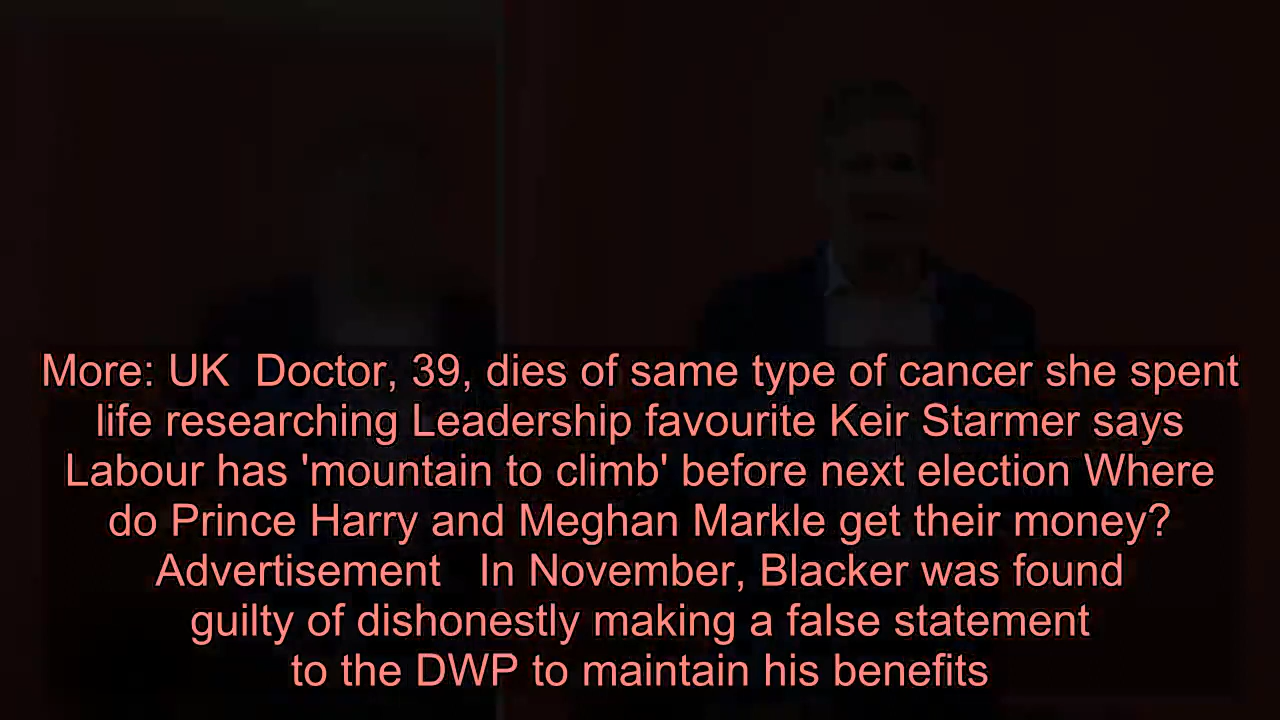 More: UK  Doctor, 39, dies of same type of cancer she spent
life researching Leadership favourite Keir Starmer says
Labour has 'mountain to climb' before next election Where
do Prince Harry and Meghan Markle get their money?
Advertisement   In November, Blacker was found
guilty of dishonestly making a false statement
to the DWP to maintain his benefits